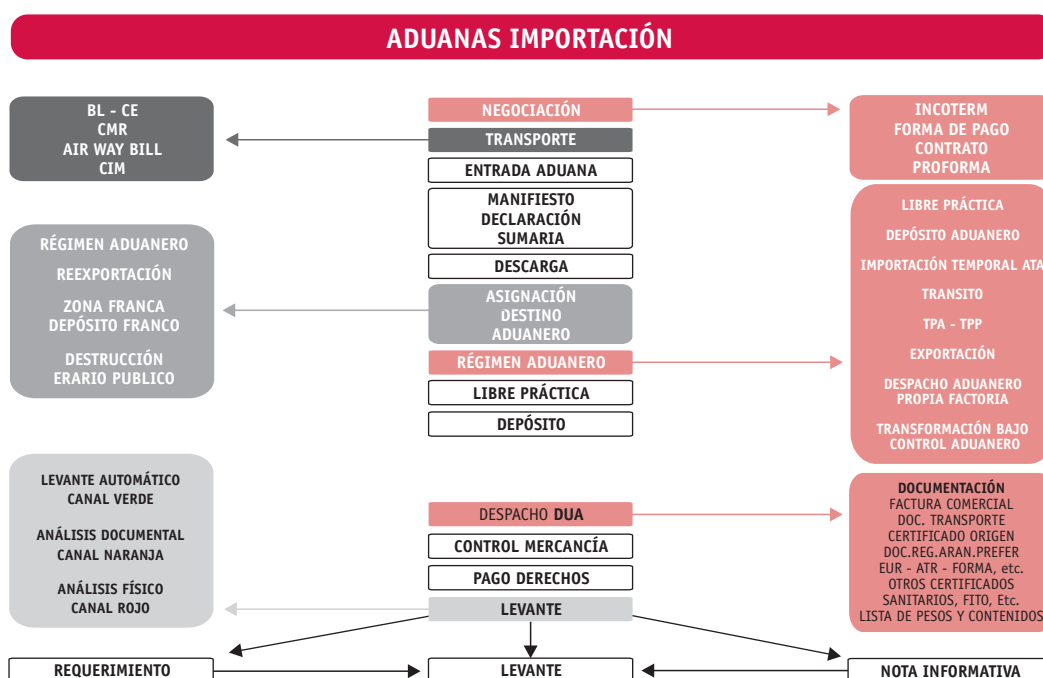 ADUANAS IMPORTACIÓN
BL - CE
CMR
AIR WAY BILL
CIM
NEGOCIACIÓN
TRANSPORTE
ENTRADA ADUANA
MANIFIESTO
DECLARACIÓN
SUMARIA
DESCARGA
ASIGNACIÓN
DESTINO
ADUANERO
RÉGIMEN ADUANERO
LIBRE PRÁCTICA
DEPÓSITO
INCOTERM
FORMA DE PAGO
CONTRATO
PROFORMA
RÉGIMEN ADUANERO
REEXPORTACIÓN
ZONA FRANCA
DEPÓSITO FRANCO
DESTRUCCIÓN
ERARIO PUBLICO
LIBRE PRÁCTICA
DEPÓSITO ADUANERO
IMPORTACIÓN TEMPORAL ATA
TRANSITO
TPA - TPP
EXPORTACIÓN
DESPACHO ADUANERO
PROPIA FACTORIA
TRANSFORMACIÓN BAJO
CONTROL ADUANERO
LEVANTE AUTOMÁTICO
CANAL VERDE
ANÁLISIS DOCUMENTAL
CANAL NARANJA
ANÁLISIS FÍSICO
CANAL ROJO
DESPACHO DUA
CONTROL MERCANCÍA
PAGO DERECHOS
LEVANTE
DOCUMENTACIÓN
FACTURA COMERCIAL
DOC. TRANSPORTE
CERTIFICADO ORIGEN
DOC.REG.ARAN.PREFER
EUR - ATR - FORMA, etc.
OTROS CERTIFICADOS
SANITARIOS, FITO, Etc.
LISTA DE PESOS Y CONTENIDOS
REQUERIMIENTO
LEVANTE
NOTA INFORMATIVA